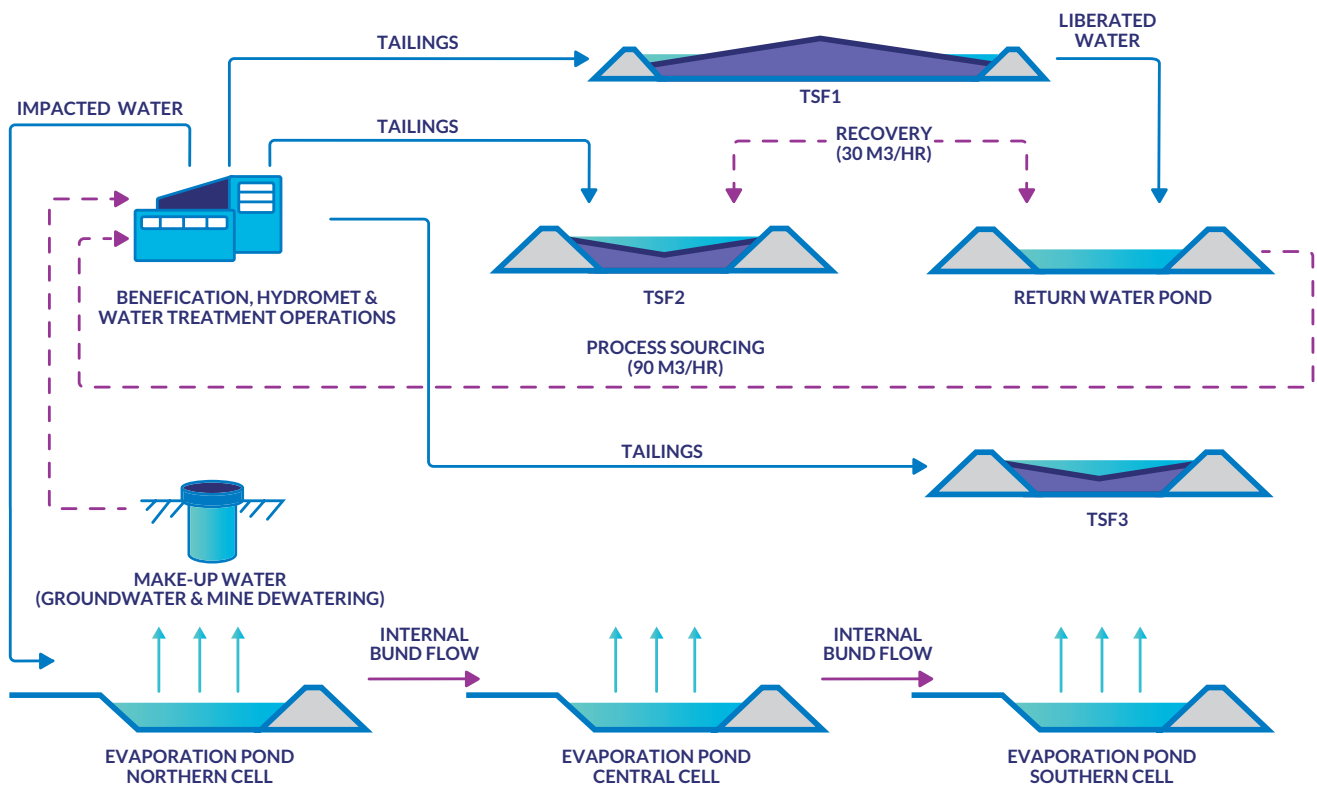 LIBERATED
WATER
TAILINGS
TSF1
IMPACTED WATER
TAILINGS
RECOVERY
(30 M3/HR)
BENEFICATION, HYDROMET &
WATER TREATMENT OPERATIONS
TSF2
RETURN WATER POND
PROCESS SOURCING
(90 M3/HR)
TAILINGS
TSF3
MAKE-UP WATER
(GROUNDWATER & MINE DEWATERING)
INTERNAL
BUND FLOW
INTERNAL
BUND FLOW
EVAPORATION POND
NORTHERN CELL
EVAPORATION POND
CENTRAL CELL
EVAPORATION POND
SOUTHERN CELL